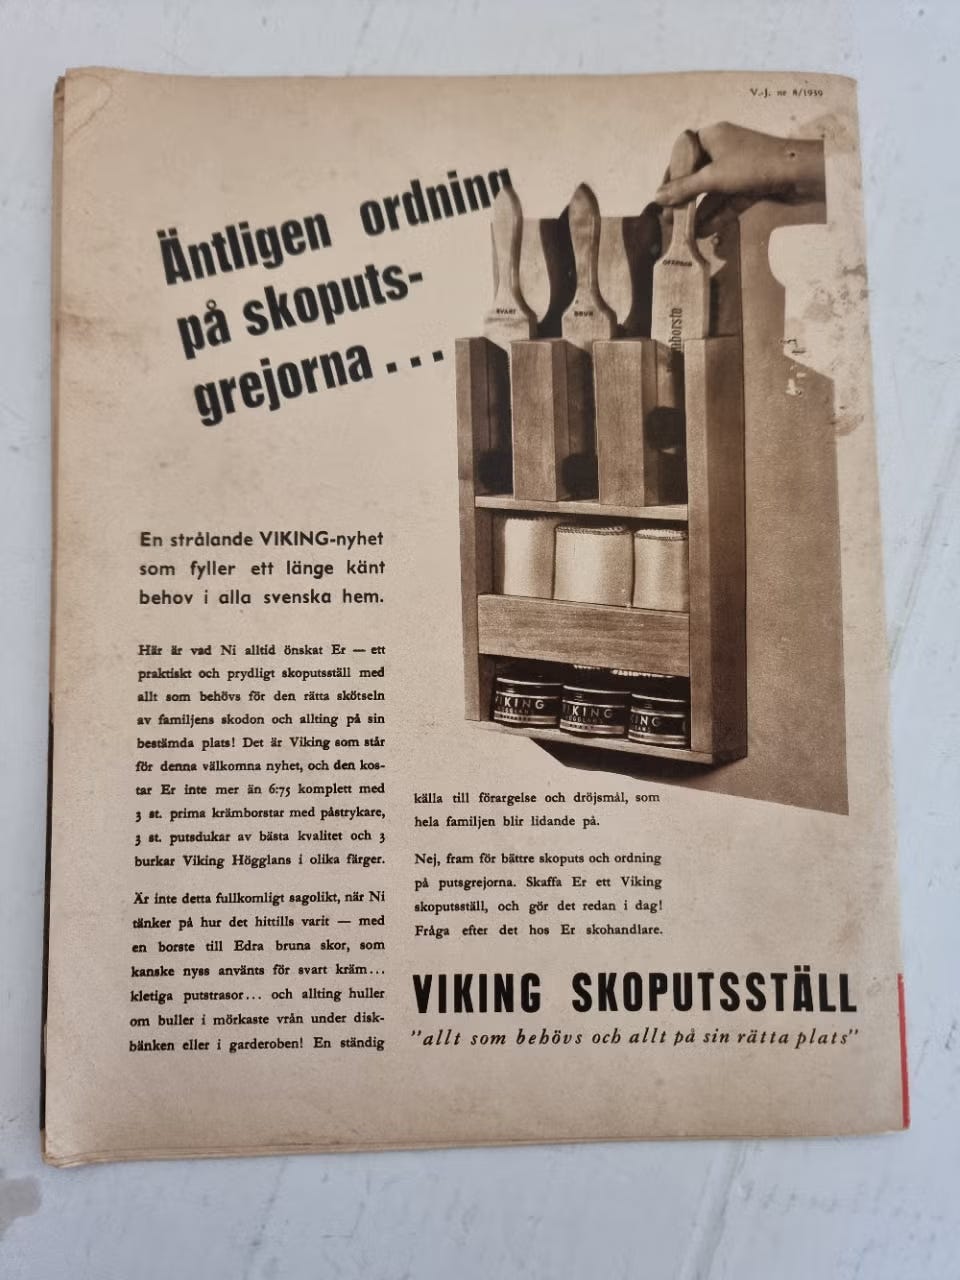 V.-J. nr 8/1939
Äntligen ordning
på skoputs-
grejorna . . .
SVART
BRUN
OFÄRGAD
mborste
En strålande VIKING-nyhet
som fyller ett länge känt
behov i alla svenska hem.
Här är vad Ni alltid önskat Er — ett
praktiskt och prydligt skoputsställ med
allt som behövs för den rätta skötseln
av familjens skodon och allting på sin
bestämda plats! Det är Viking som står
för denna välkomna nyhet, och den kos-
tar Er inte mer än 6:75 komplett med
3 st. prima krämborstar med påstrykare,
3 st. putsdukar av bästa kvalitet och 3
burkar Viking Högglans i olika färger.
Är inte detta fullkomligt sagolikt, när Ni
tänker på hur det hittills varit — med
en borste till Edra bruna skor, som
kanske nyss använts för svart kräm...
kletiga putstrasor... och allting huller
om buller i mörkaste vrån under disk-
bänken eller i garderoben! En ständig
VIKING
HÖGGLANS
VIKING
HÖGGLANS
KING
källa till förargelse och dröjsmål, som
hela familjen blir lidande på.
Nej, fram för bättre skoputs och ordning
på putsgrejorna. Skaffa Er ett Viking
skoputsställ, och gör det redan i dag!
Fråga efter det hos Er skohandlare.
VIKING SKOPUTSSTÄLL
"allt som behövs och allt på sin rätta plats"